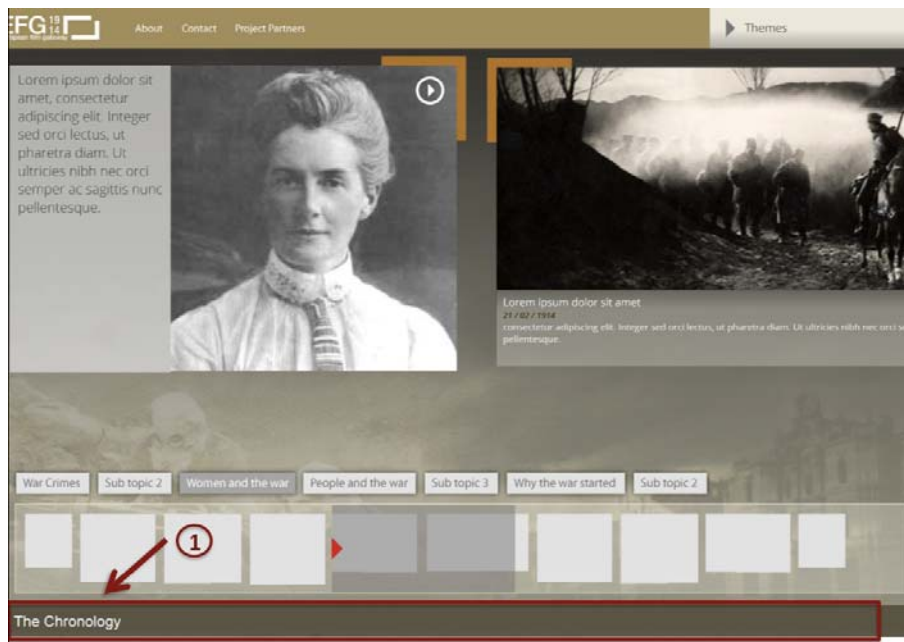 EFG 19
14
About Contact Project Partners
Themes
Lorem ipsum dolor sit
amet, consectetur
adipiscing elit. Integer
sed orci lectus, ut
pharetra diam. Ut
ultricies nibh nec orci
semper ac sagittis nunc
pellentesque.
Lorem ipsum dolor sit amet
21 / 02 / 1914
consectetur adipiscing elit. Integer sed orci lectus, ut pharetra diam. Ut ultricies nibh nec orci
pellentesque.
War Crimes Sub topic 2 Women and the war People and the war Sub topic 3 Why the war started Sub topic 2
1
The Chronology